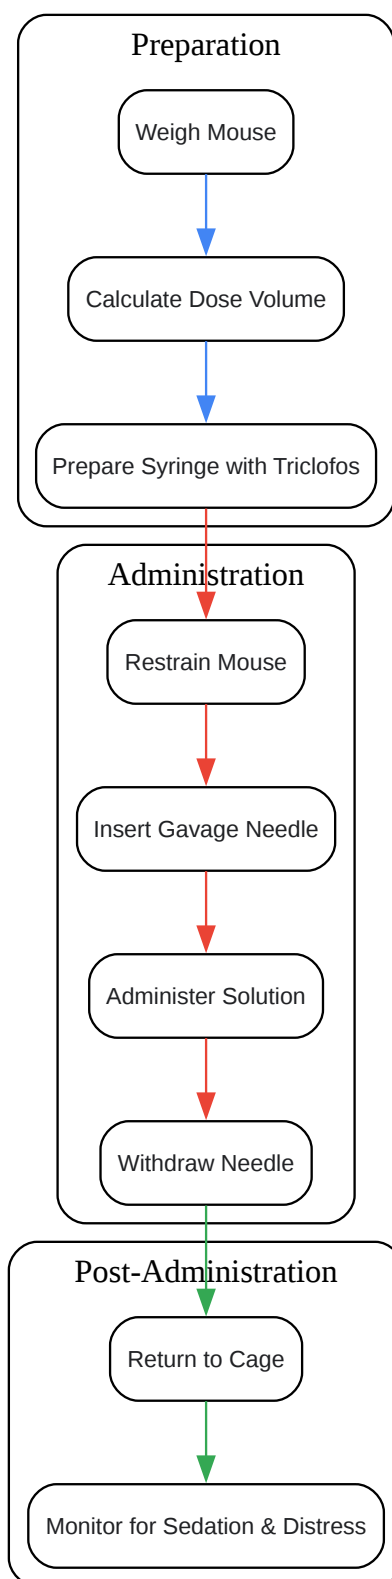 Preparation
Weigh Mouse
Calculate Dose Volume
Prepare Syringe with Triclofos
Administration
Restrain Mouse
Insert Gavage Needle
Administer Solution
Withdraw Needle
Post-Administration
Return to Cage
Monitor for Sedation & Distress